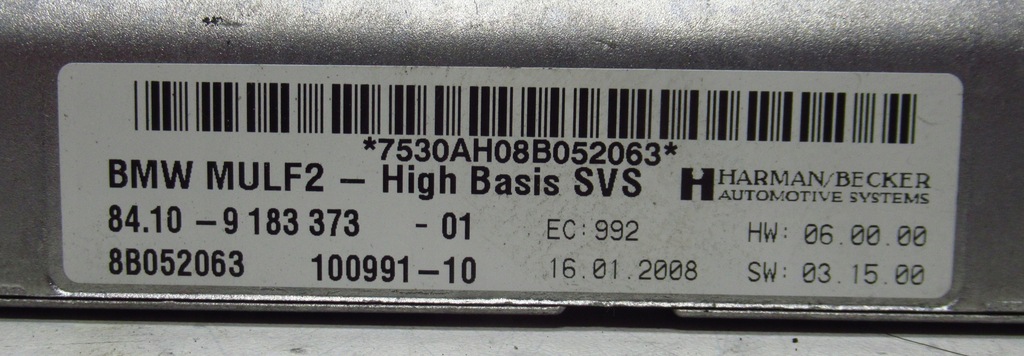 *7530AH08B052063*
BMW MULF2 – High Basis SVS
HARMAN/BECKER
AUTOMOTIVE SYSTEMS
84.10 – 9 183 373 - 01 EC: 992 HW: 06.00.00
8B052063 100991–10 16.01.2008 SW: 03.15.00